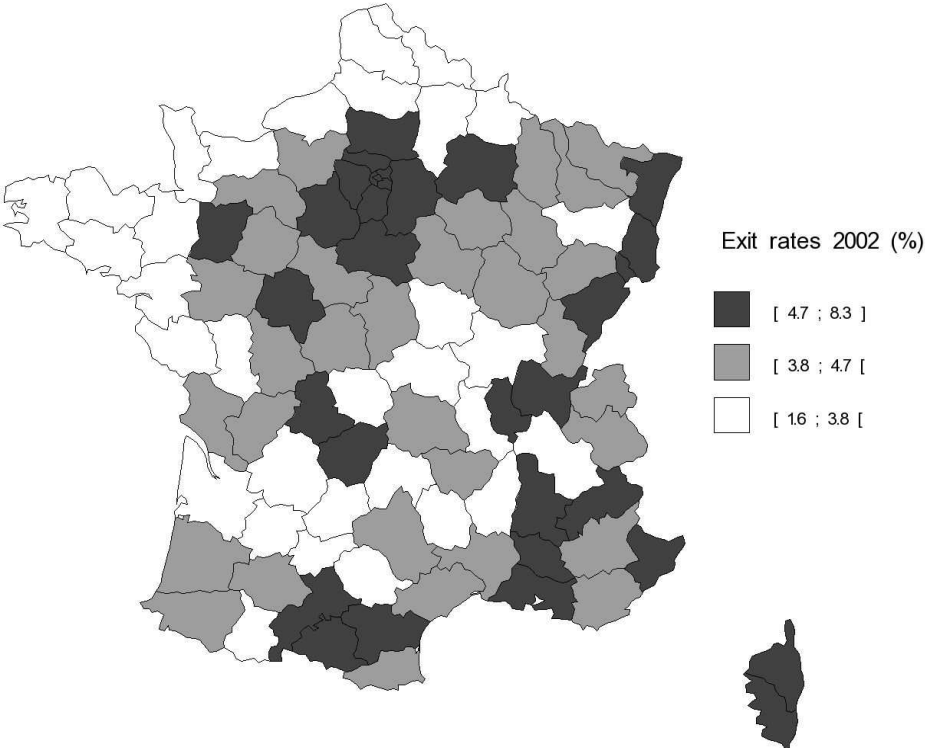 Exit rates 2002 (%)
[ 4.7 ; 8.3 ]
[ 3.8 ; 4.7 [
[ 1.6 ; 3.8 [